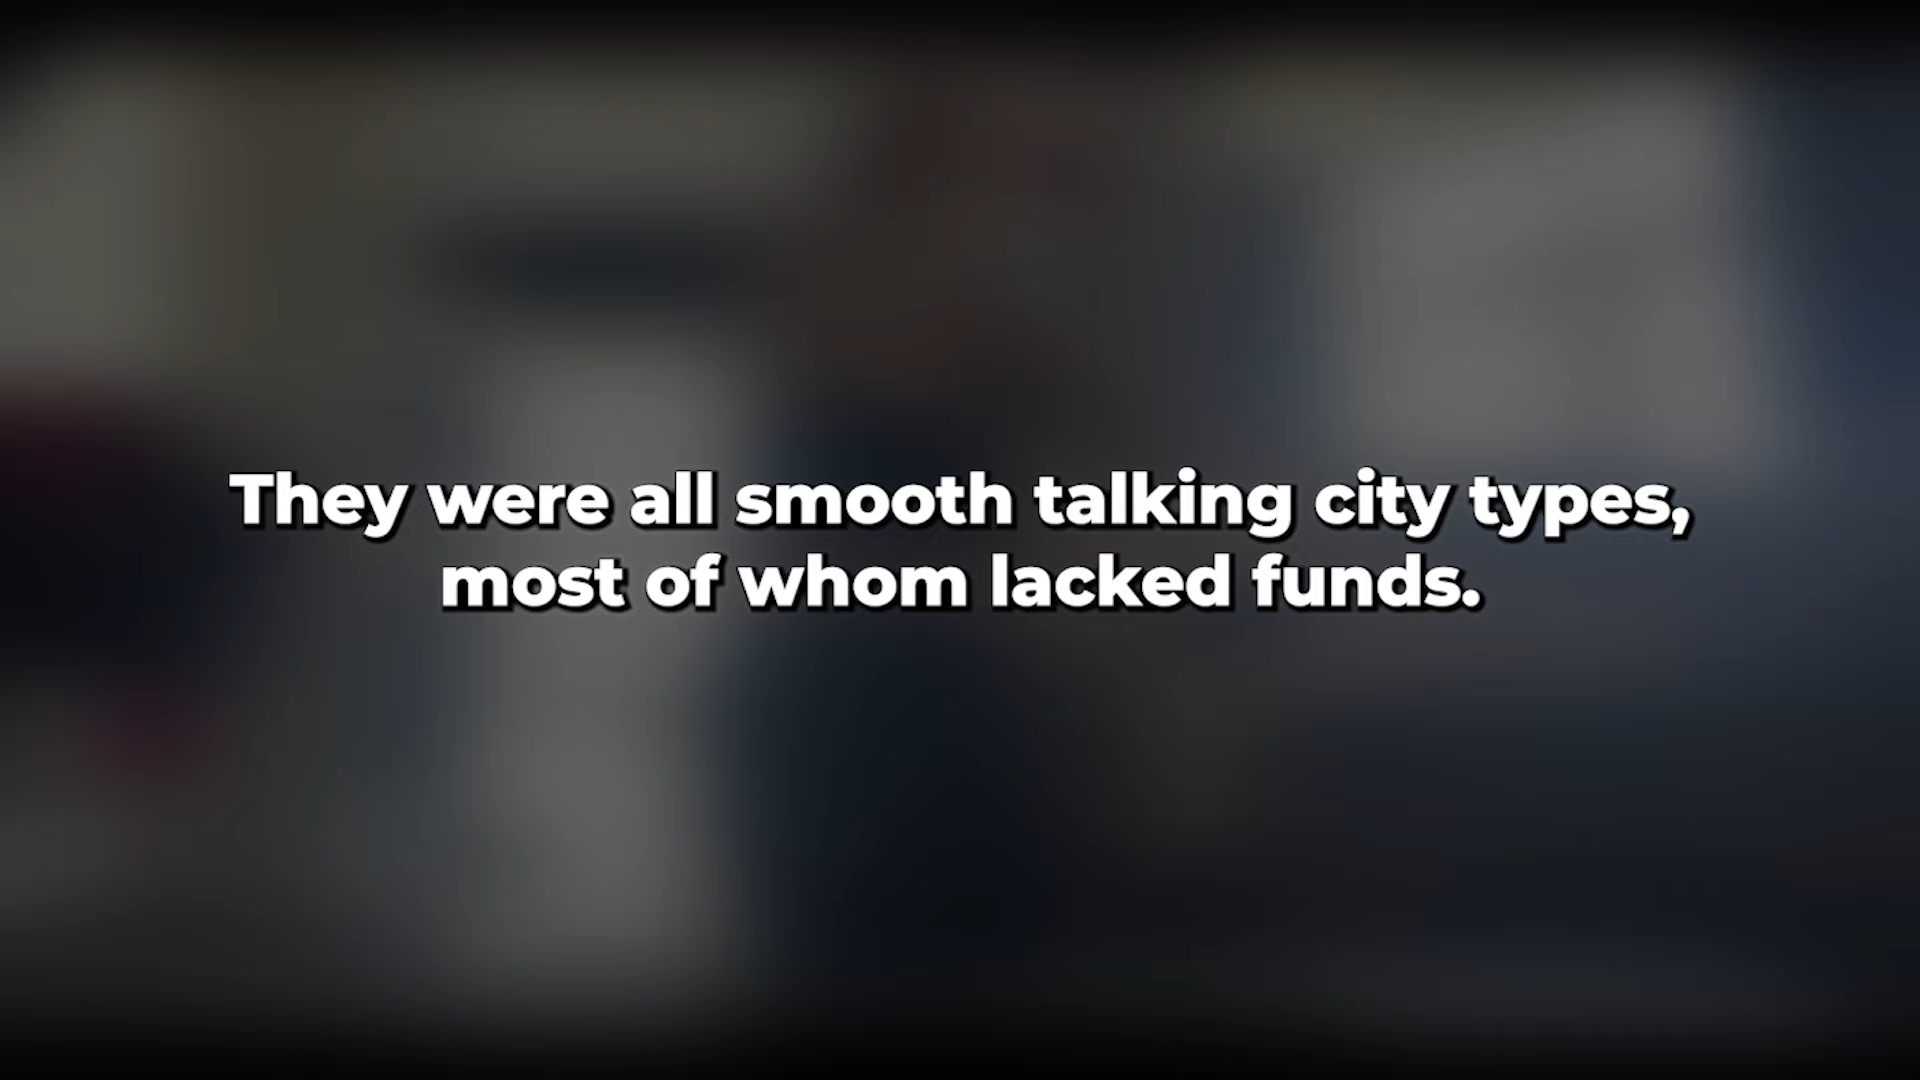 They were all smooth talking city types,
most of whom lacked funds.